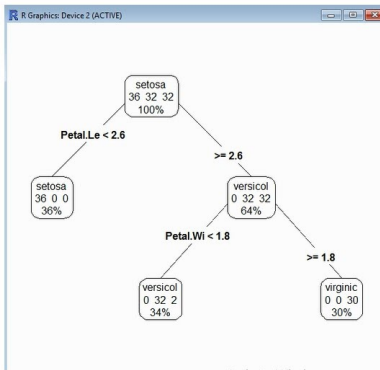 R Graphics: Device 2 (ACTIVE)
setosa
36 32 32
100%
Petal.Le < 2.6
>= 2.6
setosa
36 0 0
36%
versicol
0 32 32
64%
Petal.Wi < 1.8
>= 1.8
versicol
0 32 2
34%
virginic
0 0 30
30%